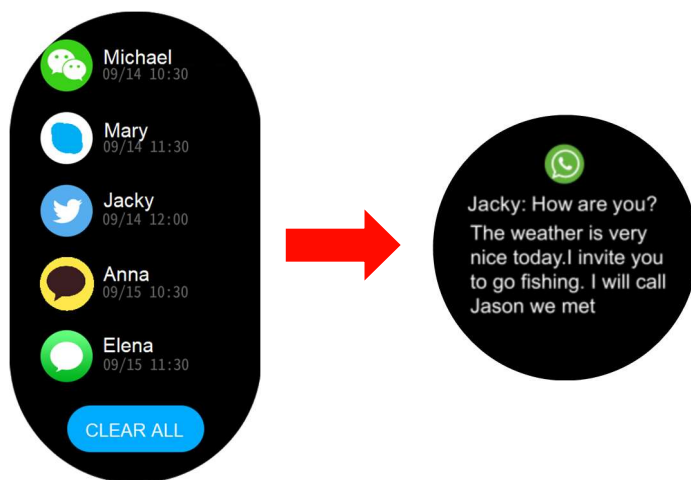 Michael
09/14 10:30
Mary
09/14 11:30
Jacky
09/14 12:00
Anna
09/15 10:30
Elena
09/15 11:30
CLEAR ALL
Jacky: How are you?
The weather is very
nice today.I invite you
to go fishing. I will call
Jason we met